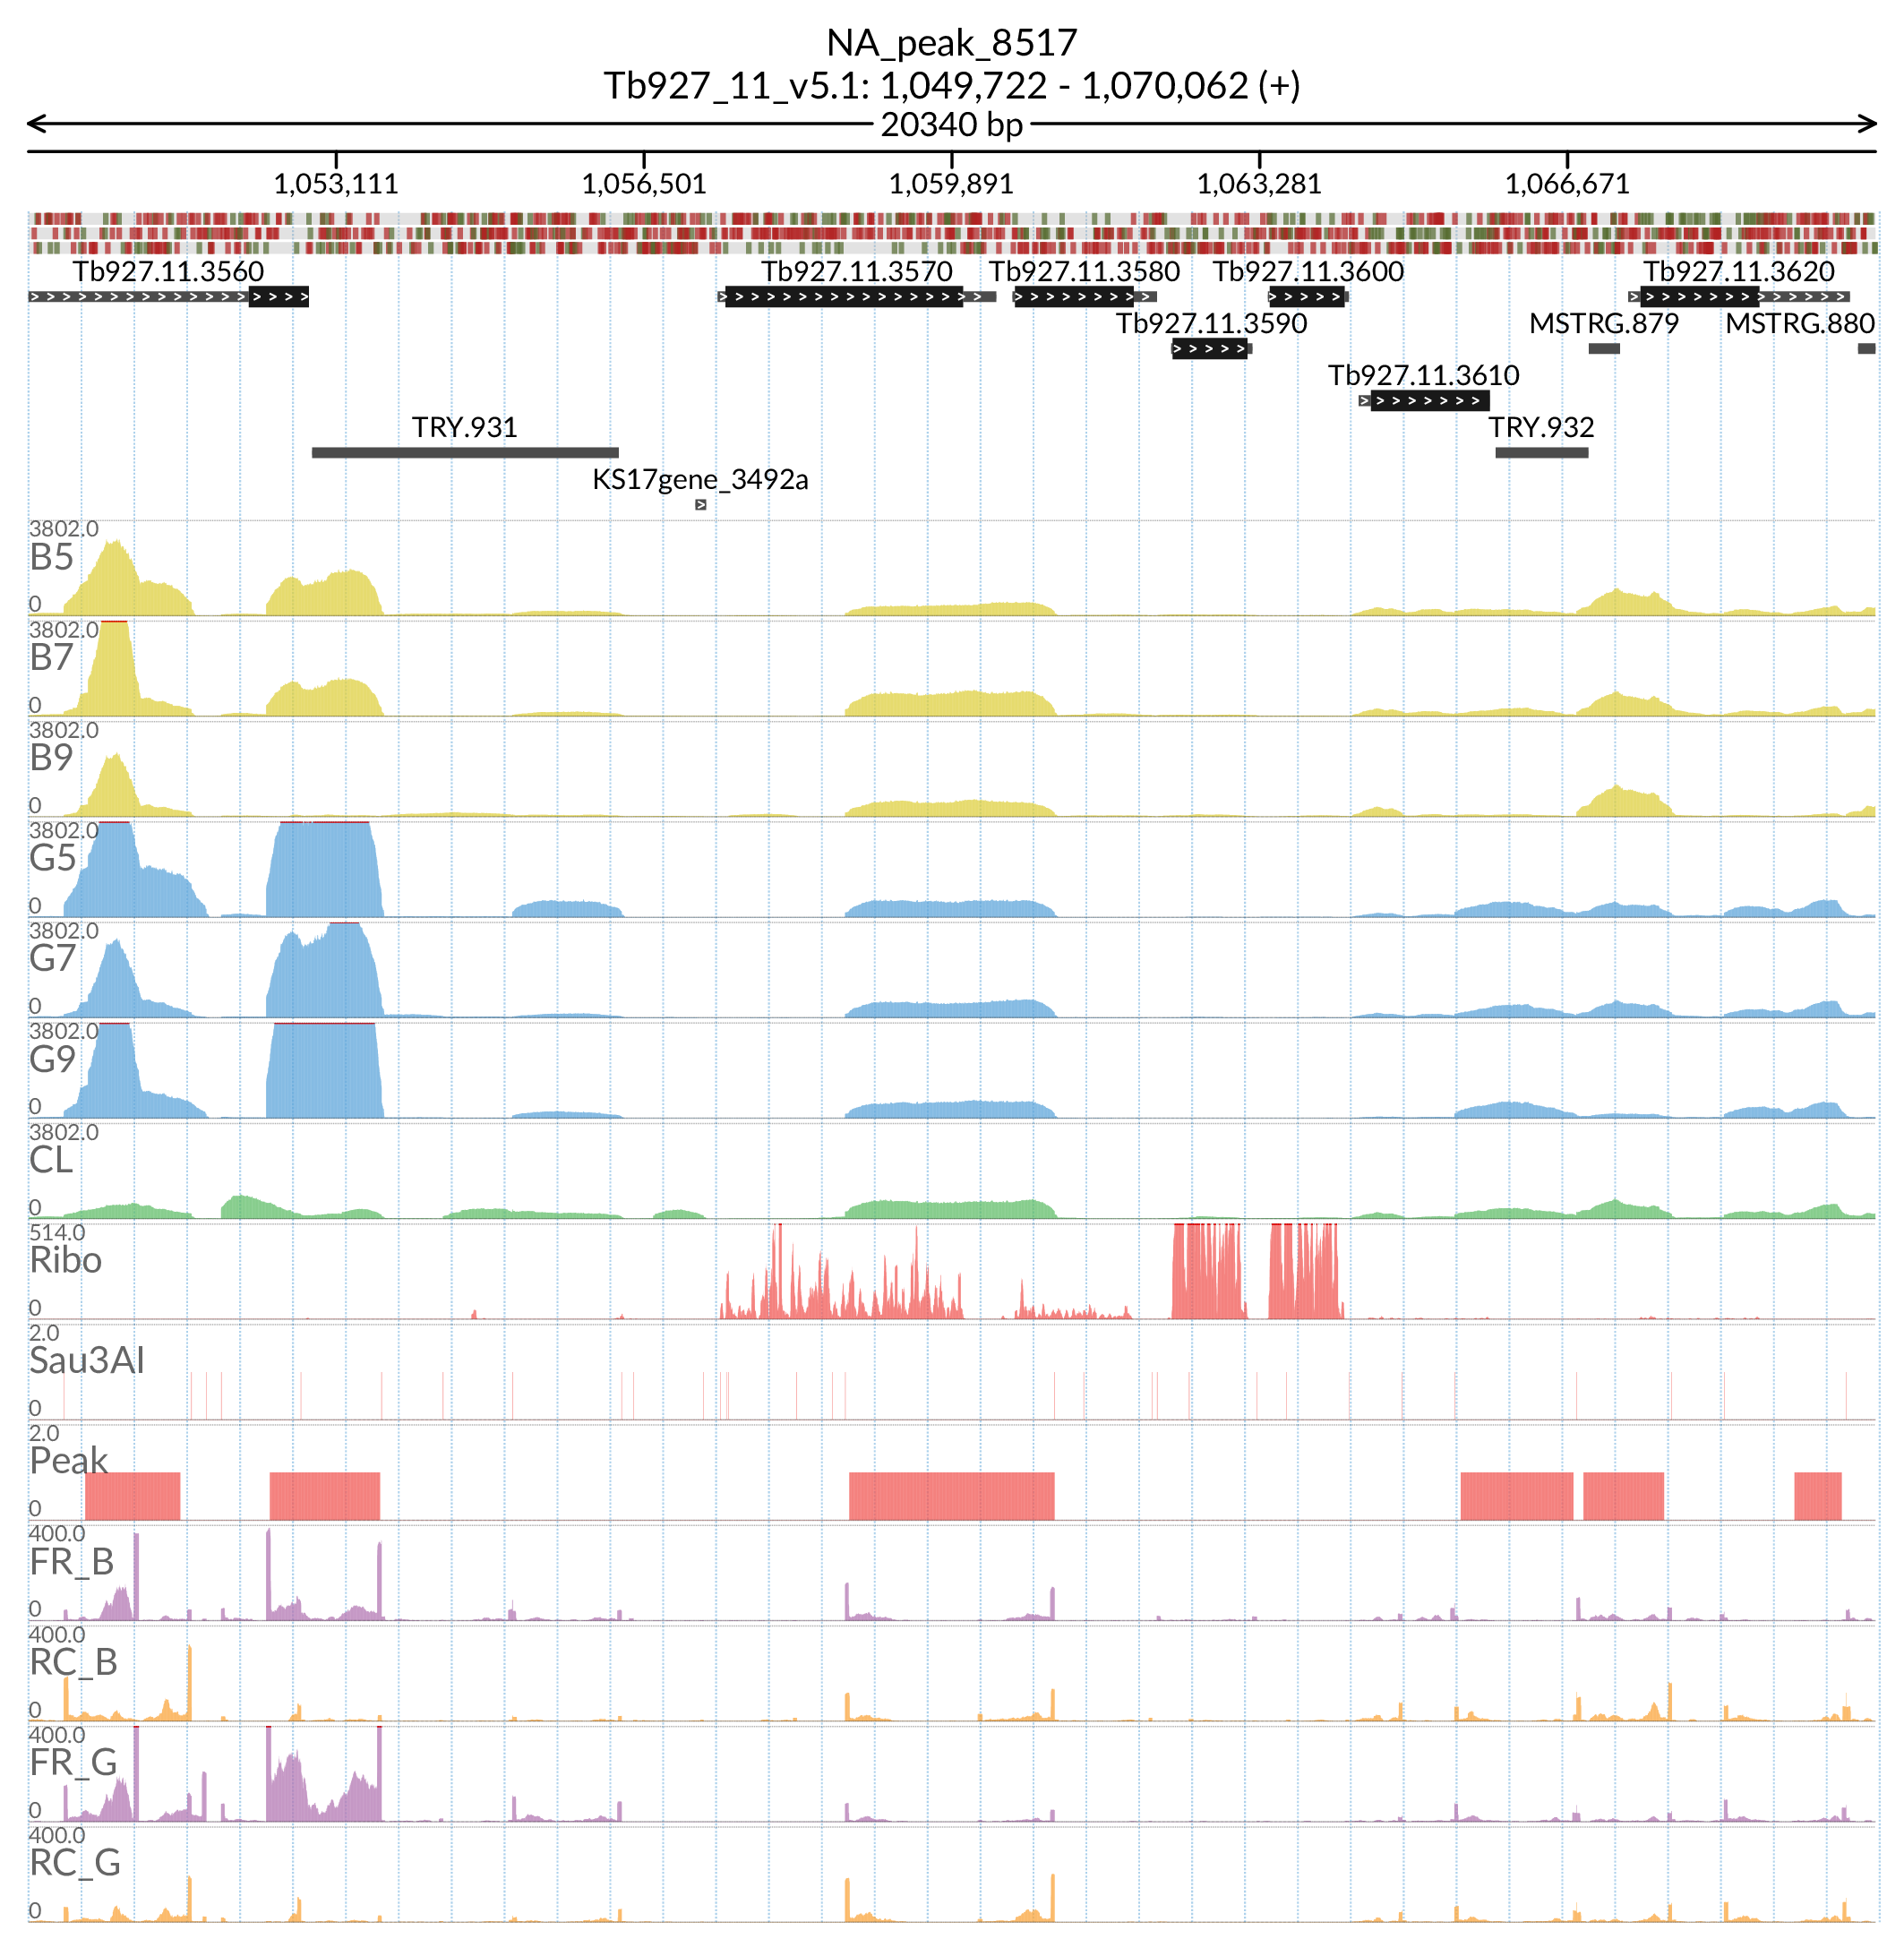 NA_peak_8517
Tb927_11_v5.1: 1,049,722 - 1,070,062 (+)
20340 bp
1,053,111 1,056,501 1,059,891 1,063,281 1,066,671
Tb927.11.3560 Tb927.11.3570 Tb927.11.3580 Tb927.11.3600 Tb927.11.3620
Tb927.11.3590 MSTRG.879 MSTRG.880
Tb927.11.3610
TRY.931 TRY.932
KS17gene_3492a
3802.0
B5
0
3802.0
B7
0
3802.0
B9
0
3802.0
G5
0
3802.0
G7
0
3802.0
G9
0
3802.0
CL
0
514.0
Ribo
0
2.0
Sau3AI
0
2.0
Peak
0
400.0
FR_B
0
400.0
RC_B
0
400.0
FR_G
0
400.0
RC_G
0